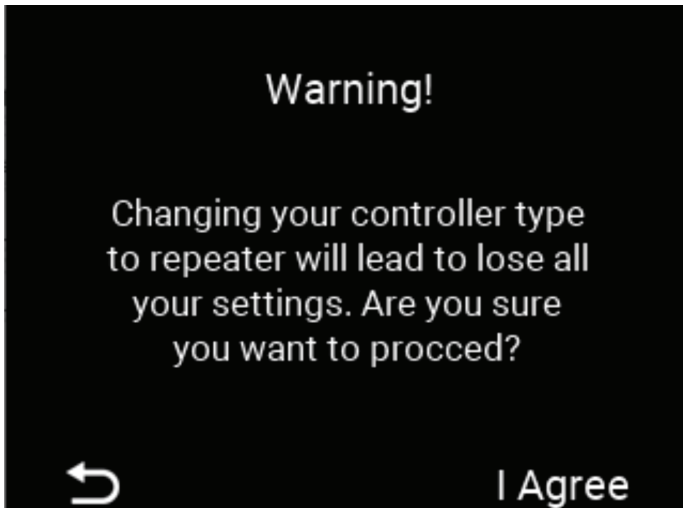 Warning!
Changing your controller type
to repeater will lead to lose all
your settings. Are you sure
you want to procced?
I Agree